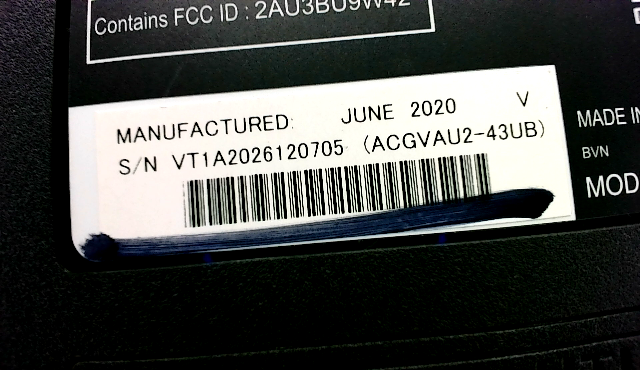 Contains FCC ID : 2AU3BU9W42
MANUFACTURED: JUNE 2020 V
S/N VT1A2026120705 (ACGVAU2-43UB)
MADE IN
BVN
MOD